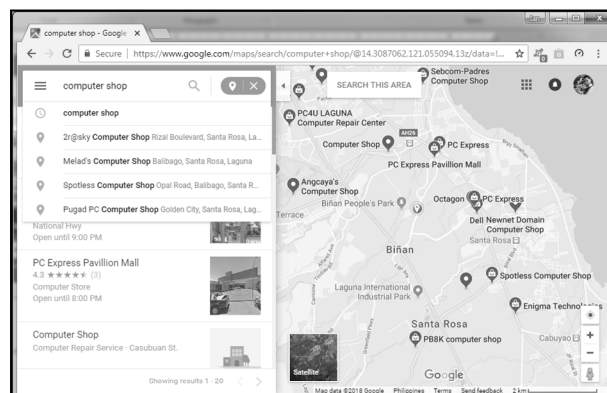 computer shop - Google
Secure | https://www.google.com/maps/search/computer+shop/@14.3087062,121.055094,13z/data=!...
computer shop
computer shop
2r@sky Computer Shop Rizal Boulevard, Santa Rosa, La...
Melad's Computer Shop Balibago, Santa Rosa, Laguna
Spotless Computer Shop Opal Road, Balibago, Santa R...
Pugad PC Computer Shop Golden City, Santa Rosa, Lag...
National Hwy
Open until 9:00 PM
PC Express Pavillion Mall
4.3 ★★★★★ (3)
Computer Store
Open until 8:00 PM
Computer Shop
Computer Repair Service · Casubuan St.
Showing results 1 - 20
SEARCH THIS AREA
Sebcom-Padres
Computer Shop
PC4U LAGUNA
Computer Repair Center
AH26
Computer Shop
PC Express
PC Express Pavillion Mall
Angcaya's
Computer Shop
Biñan People's Park
Octagon
PC Express
Terrace
Dell Newnet Domain
Computer Shop
Santa Rosa
Biñan
Spotless Computer Shop
Laguna International
Industrial Park
Enigma Technologies
Santa Rosa
PB8K computer shop
Cabuyao
Satellite
Google
Map data ©2018 Google Philippines Terms Send feedback 2 km